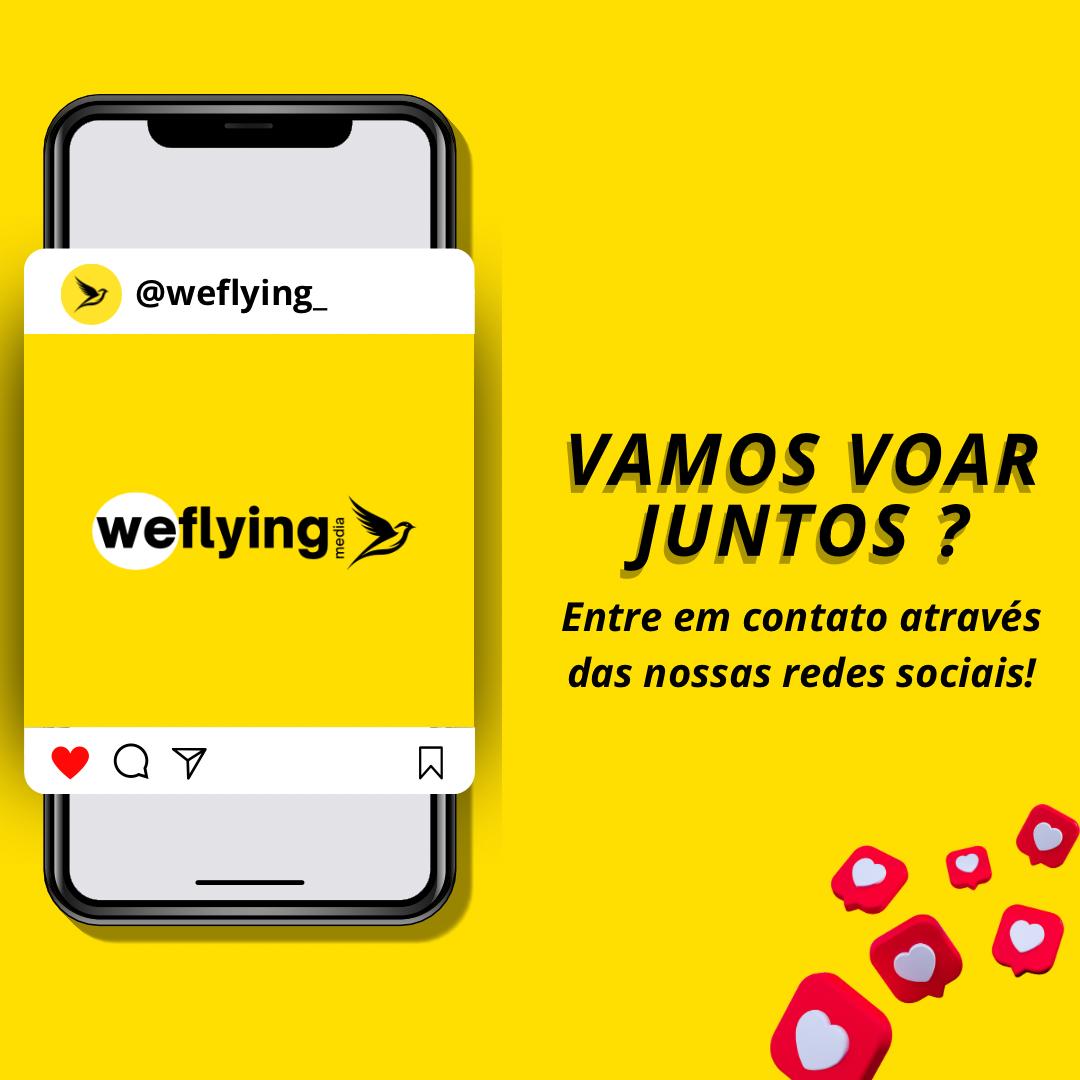 @weflying_
weflying media
VAMOS VOAR
JUNTOS ?
Entre em contato através
das nossas redes sociais!